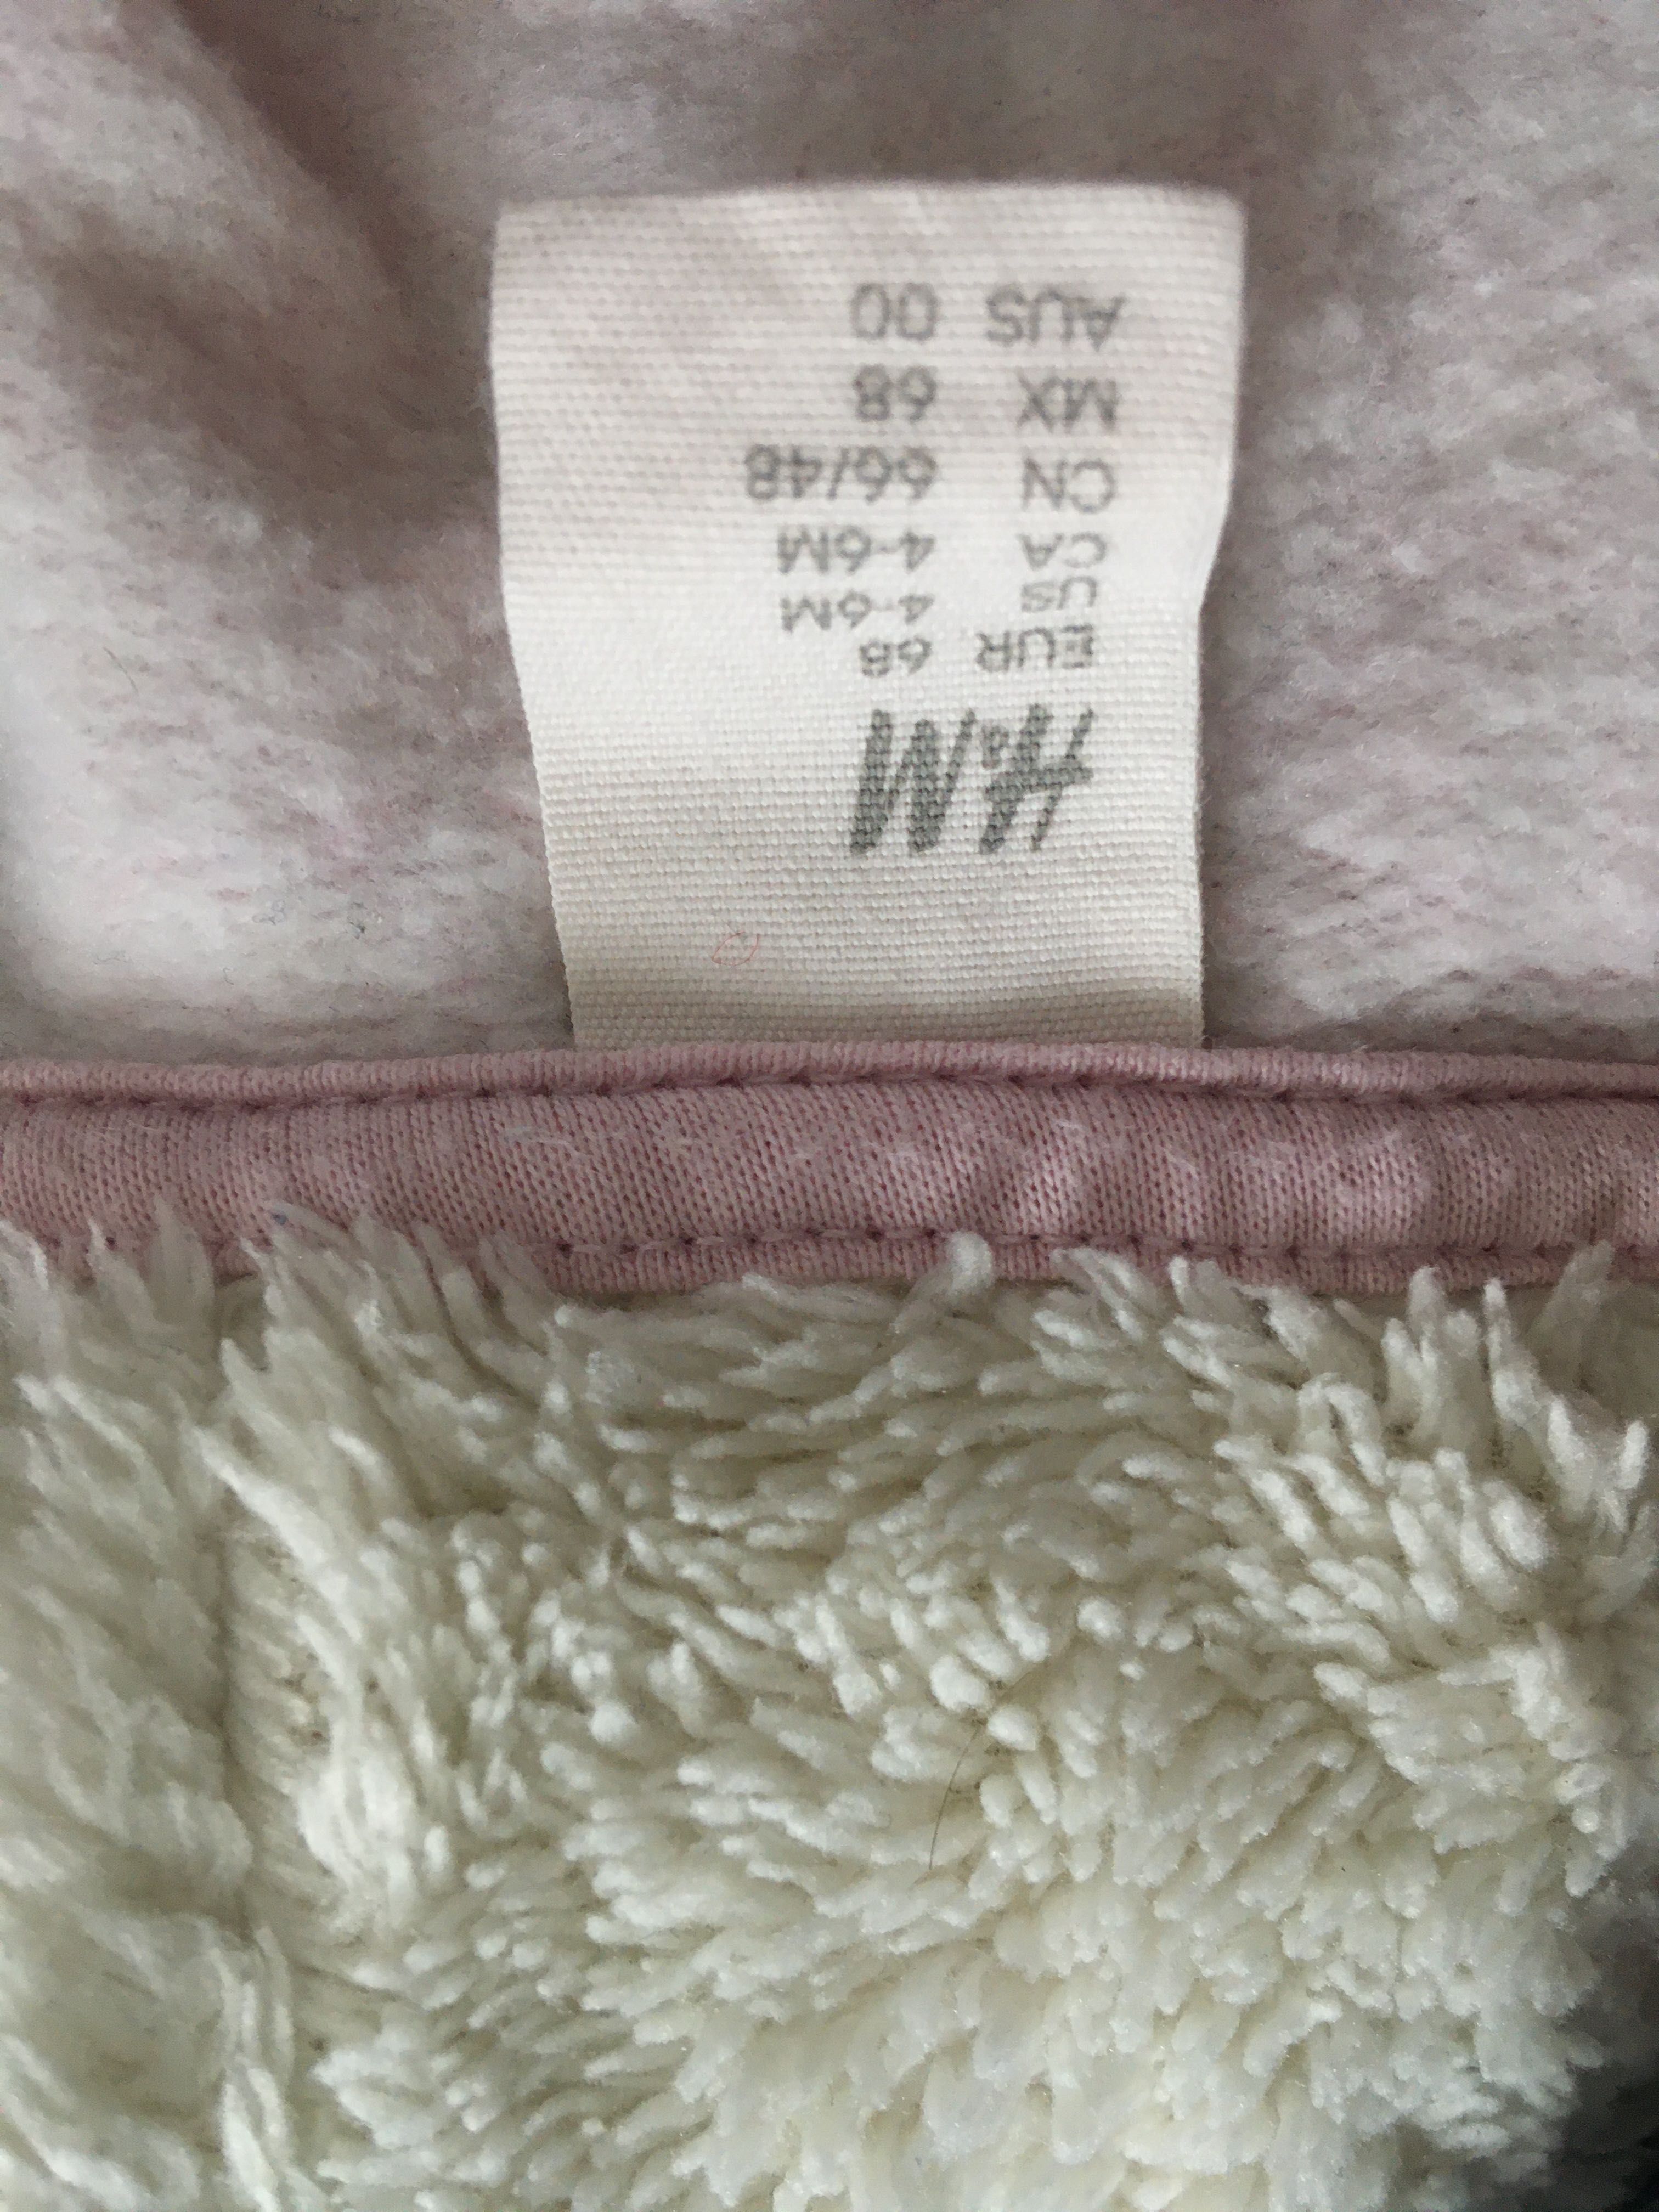 H&M
EUR 68
US 4-6M
CA 4-6M
CN 66/48
MX 68
AUS 00